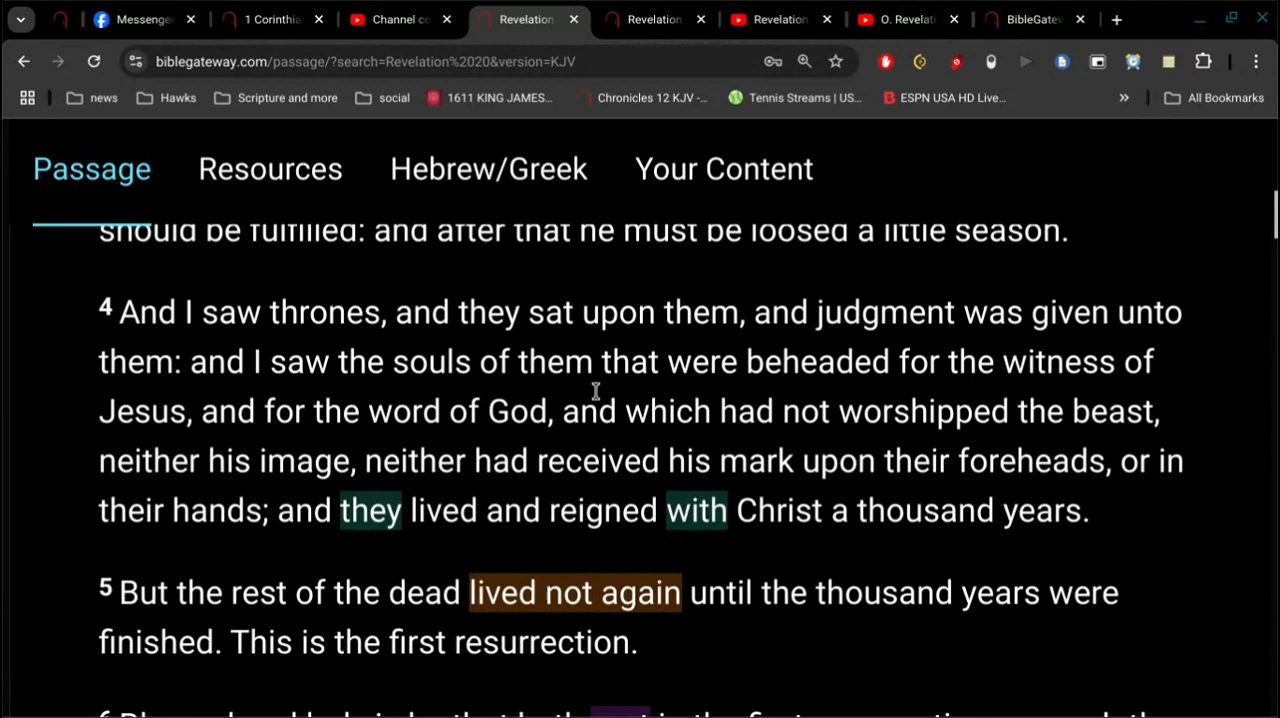 Messenger
1 Corinthia
Channel co
Revelation
Revelation
Revelation
O. Revelati
BibleGatew
biblegateway.com/passage/?search=Revelation%2020&version=KJV
news
Hawks
Scripture and more
social
1611 KING JAMES...
Chronicles 12 KJV -...
Tennis Streams | US...
ESPN USA HD Live...
All Bookmarks
Passage
Resources
Hebrew/Greek
Your Content
should be fulfilled: and after that he must be loosed a little season.
4 And I saw thrones, and they sat upon them, and judgment was given unto
them: and I saw the souls of them that were beheaded for the witness of
Jesus, and for the word of God, and which had not worshipped the beast,
neither his image, neither had received his mark upon their foreheads, or in
their hands; and they lived and reigned with Christ a thousand years.
5 But the rest of the dead lived not again until the thousand years were
finished. This is the first resurrection.